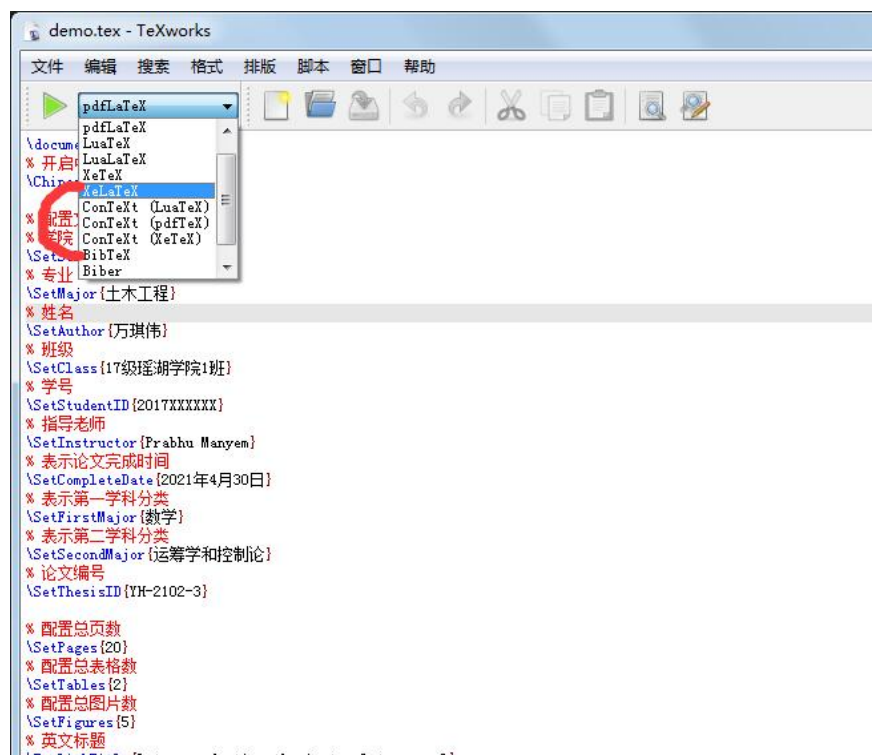 demo.tex - TeXworks
文件 编辑 搜索 格式 排版 脚本 窗口 帮助
pdfLaTeX
pdfLaTeX
LuaTeX
LuaLaTeX
XeTeX
XeLaTeX
ConTeXt (LuaTeX)
ConTeXt (pdfTeX)
ConTeXt (XeTeX)
BibTeX
Biber
\docume
% 开启
\Chines
% 配置
% 学院
\SetD
% 专业
\SetMajor{土木工程}
% 姓名
\SetAuthor{万琪伟}
% 班级
\SetClass{17级瑶湖学院1班}
% 学号
\SetStudentID{2017XXXXXX}
% 指导老师
\SetInstructor{Prabhu Manyem}
% 表示论文完成时间
\SetCompleteDate{2021年4月30日}
% 表示第一学科分类
\SetFirstMajor{数学}
% 表示第二学科分类
\SetSecondMajor{运筹学和控制论}
% 论文编号
\SetThesisID{YH-2102-3}
% 配置总页数
\SetPages{20}
% 配置总表格数
\SetTables{2}
% 配置总图片数
\SetFigures{5}
% 英文标题